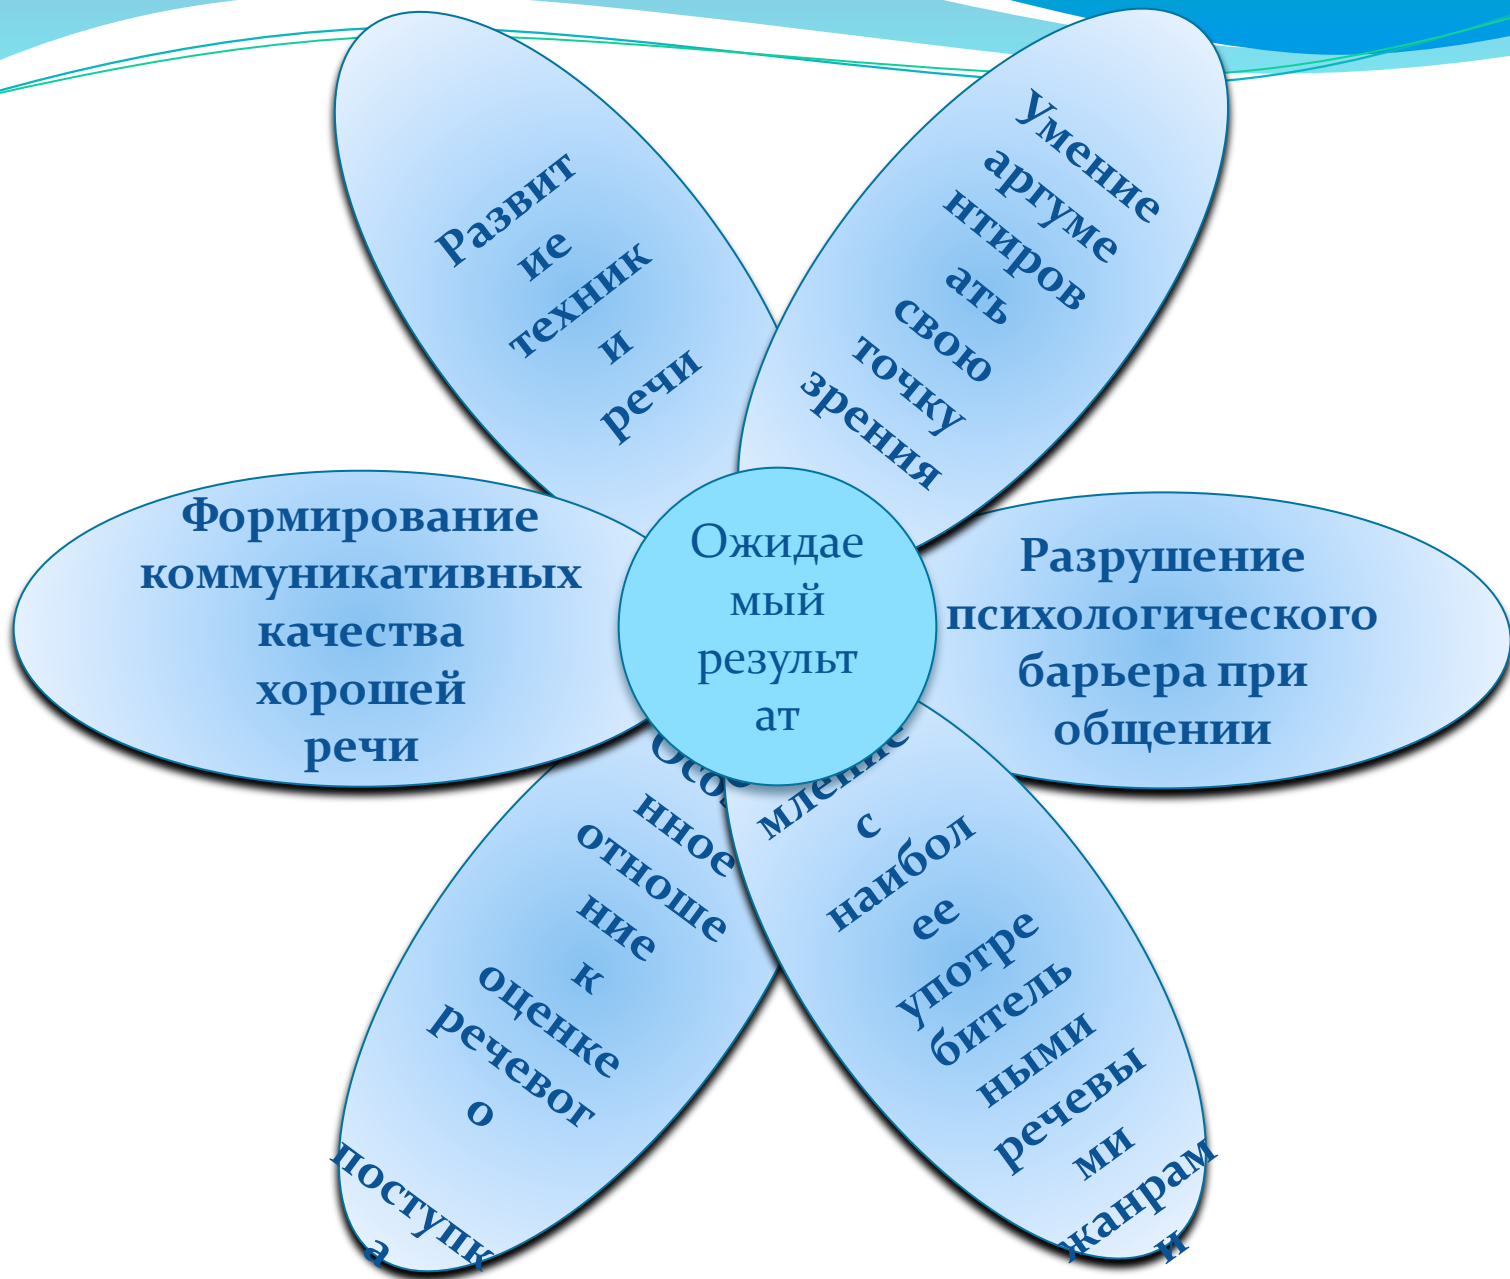 Развит
ие
техник
и
речи
Умение
аргуме
нтиров
ать
свою
точку
зрения
Формирование
коммуникативных
качества
хорошей
речи
Ожидае
мый
результ
ат
Разрушение
психологического
барьера при
общении
нное
отноше
ние
к
оценке
речевог
о
поступк
а
мление
с
наибол
ее
употре
битель
ными
речевы
ми
жанрам
и